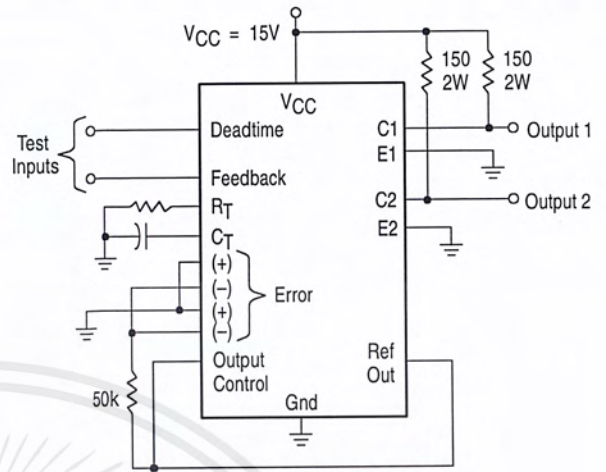 VCC = 15V
150
2W
150
2W
VCC
Test
Inputs
Deadtime
Feedback
RT
CT
(+)
(–)
(+)
(–)
Error
Output
Control
50k
Gnd
C1
E1
C2
E2
Ref
Out
Output 1
Output 2